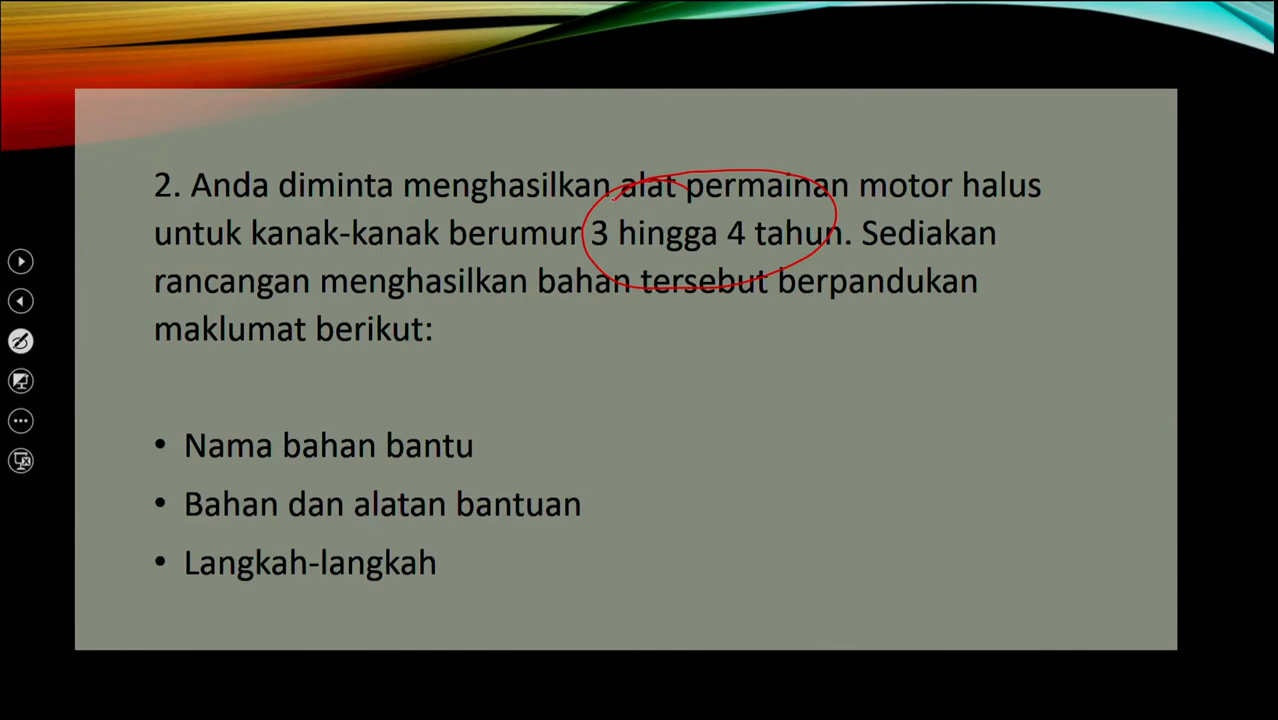 2. Anda diminta menghasilkan alat permainan motor halus
untuk kanak-kanak berumur 3 hingga 4 tahun. Sediakan
rancangan menghasilkan bahan tersebut berpandukan
maklumat berikut:
• Nama bahan bantu
• Bahan dan alatan bantuan
• Langkah-langkah